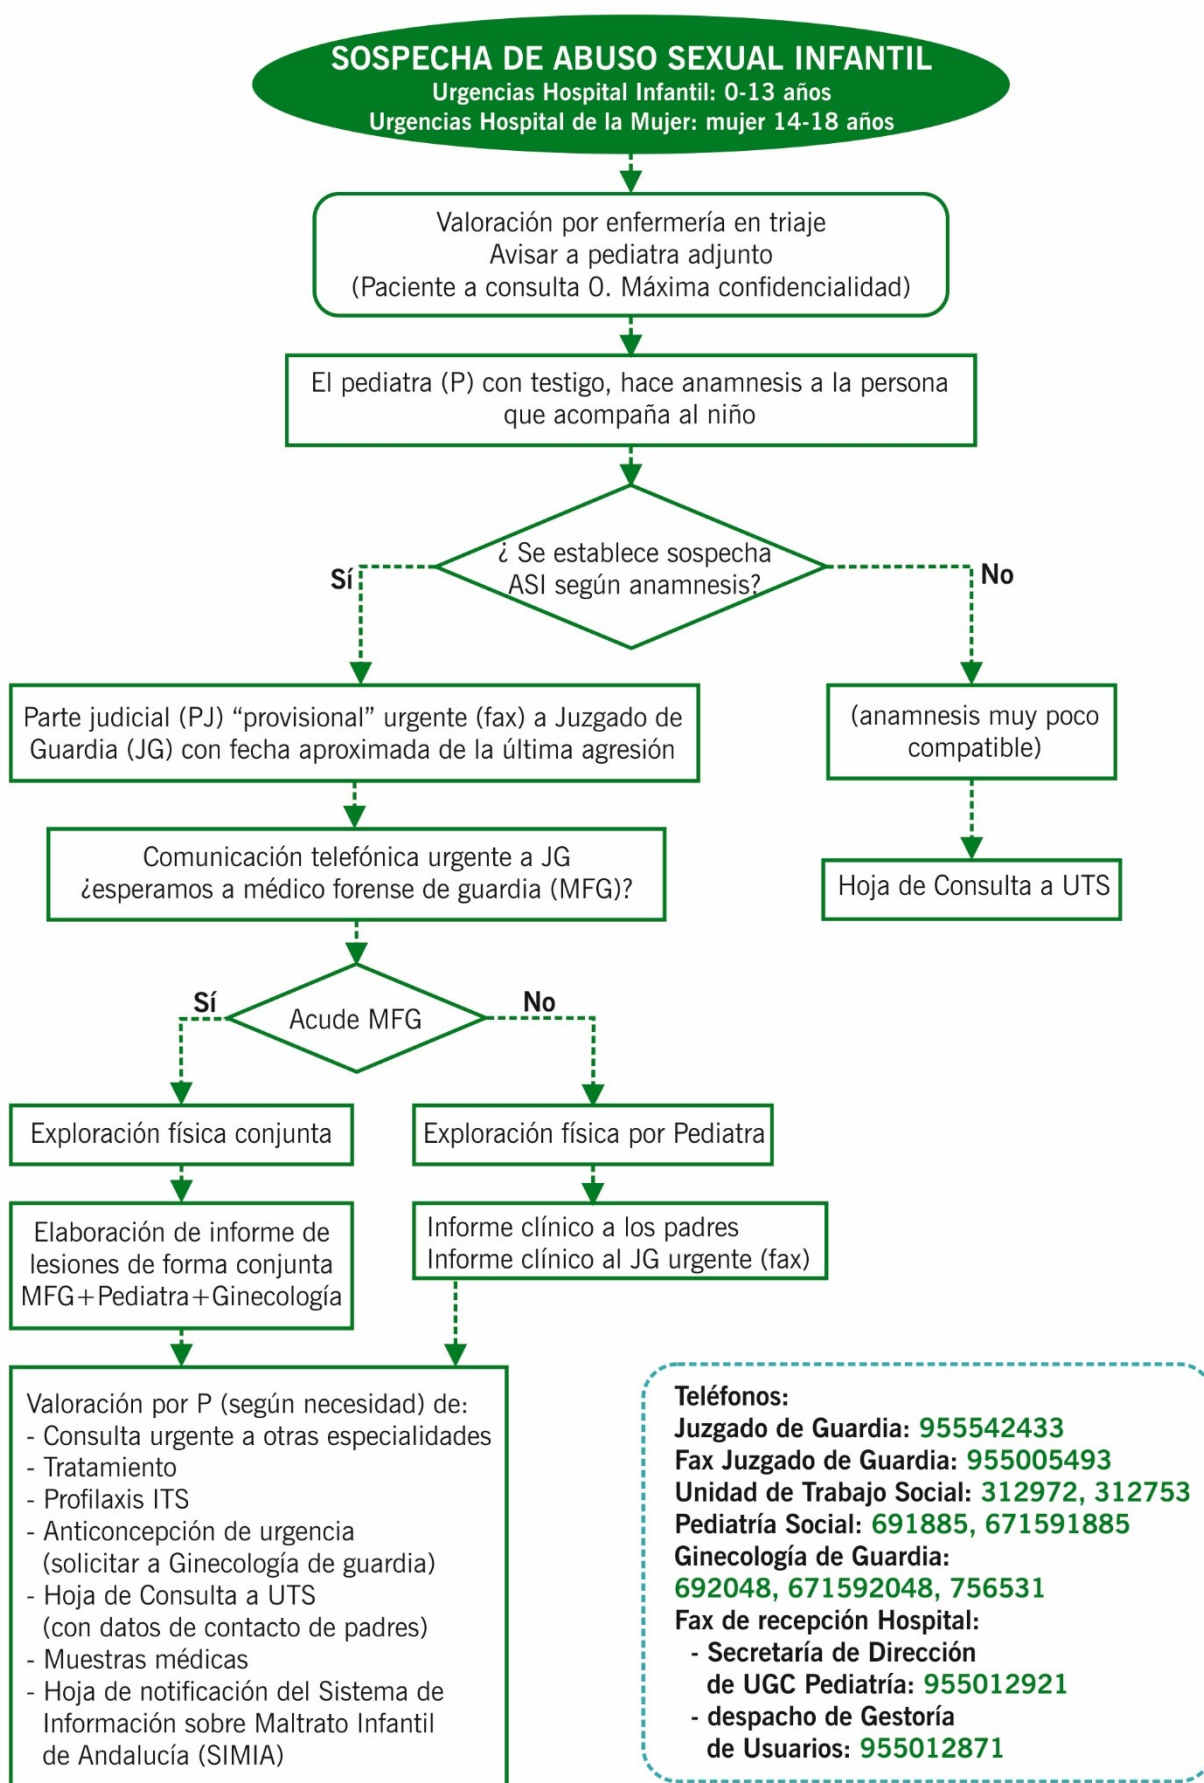 SOSPECHA DE ABUSO SEXUAL INFANTIL
Urgencias Hospital Infantil: 0-13 años
Urgencias Hospital de la Mujer: mujer 14-18 años
Valoración por enfermería en triaje
Avisar a pediatra adjunto
(Paciente a consulta 0. Máxima confidencialidad)
El pediatra (P) con testigo, hace anamnesis a la persona
que acompaña al niño
¿ Se establece sospecha
ASI según anamnesis?
Sí
No
Parte judicial (PJ) “provisional” urgente (fax) a Juzgado de
Guardia (JG) con fecha aproximada de la última agresión
(anamnesis muy poco
compatible)
Comunicación telefónica urgente a JG
¿esperamos a médico forense de guardia (MFG)?
Hoja de Consulta a UTS
Acude MFG
Sí
No
Exploración física conjunta
Exploración física por Pediatra
Elaboración de informe de
lesiones de forma conjunta
MFG+Pediatra+Ginecología
Informe clínico a los padres
Informe clínico al JG urgente (fax)
Valoración por P (según necesidad) de:
- Consulta urgente a otras especialidades
- Tratamiento
- Profilaxis ITS
- Anticoncepción de urgencia
(solicitar a Ginecología de guardia)
- Hoja de Consulta a UTS
(con datos de contacto de padres)
- Muestras médicas
- Hoja de notificación del Sistema de
Información sobre Maltrato Infantil
de Andalucía (SIMIA)
Teléfonos:
Juzgado de Guardia: 955542433
Fax Juzgado de Guardia: 955005493
Unidad de Trabajo Social: 312972, 312753
Pediatría Social: 691885, 671591885
Ginecología de Guardia:
692048, 671592048, 756531
Fax de recepción Hospital:
- Secretaría de Dirección
de UGC Pediatría: 955012921
- despacho de Gestoría
de Usuarios: 955012871